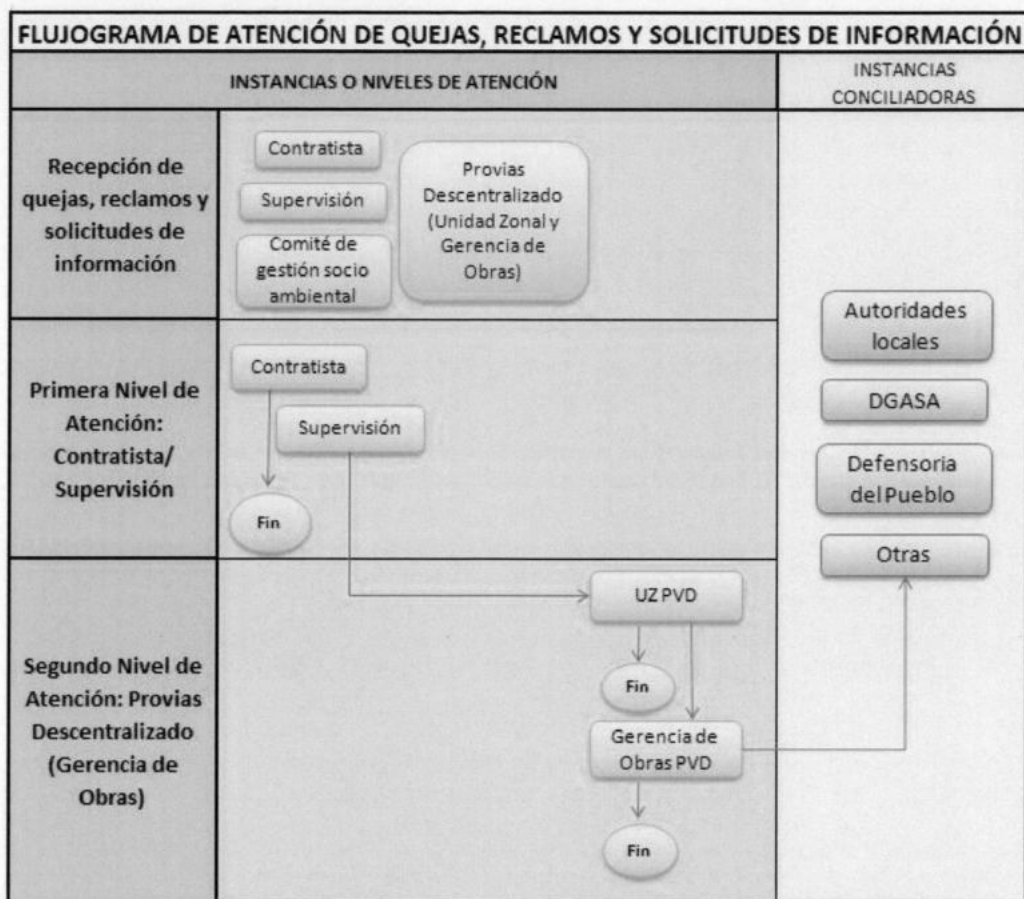 FLUJOGRAMA DE ATENCIÓN DE QUEJAS, RECLAMOS Y SOLICITUDES DE INFORMACIÓN
INSTANCIAS O NIVELES DE ATENCIÓN
INSTANCIAS
CONCILIADORAS
Recepción de
quejas, reclamos y
solicitudes de
información
Contratista
Supervisión
Comité de
gestión socio
ambiental
Provias
Descentralizado
(Unidad Zonal y
Gerencia de
Obras)
Primera Nivel de
Atención:
Contratista/
Supervisión
Contratista
Supervisión
Fin
Segundo Nivel de
Atención: Provias
Descentralizado
(Gerencia de
Obras)
UZ PVD
Fin
Gerencia de
Obras PVD
Fin
Autoridades
locales
DGASA
Defensoria
del Pueblo
Otras